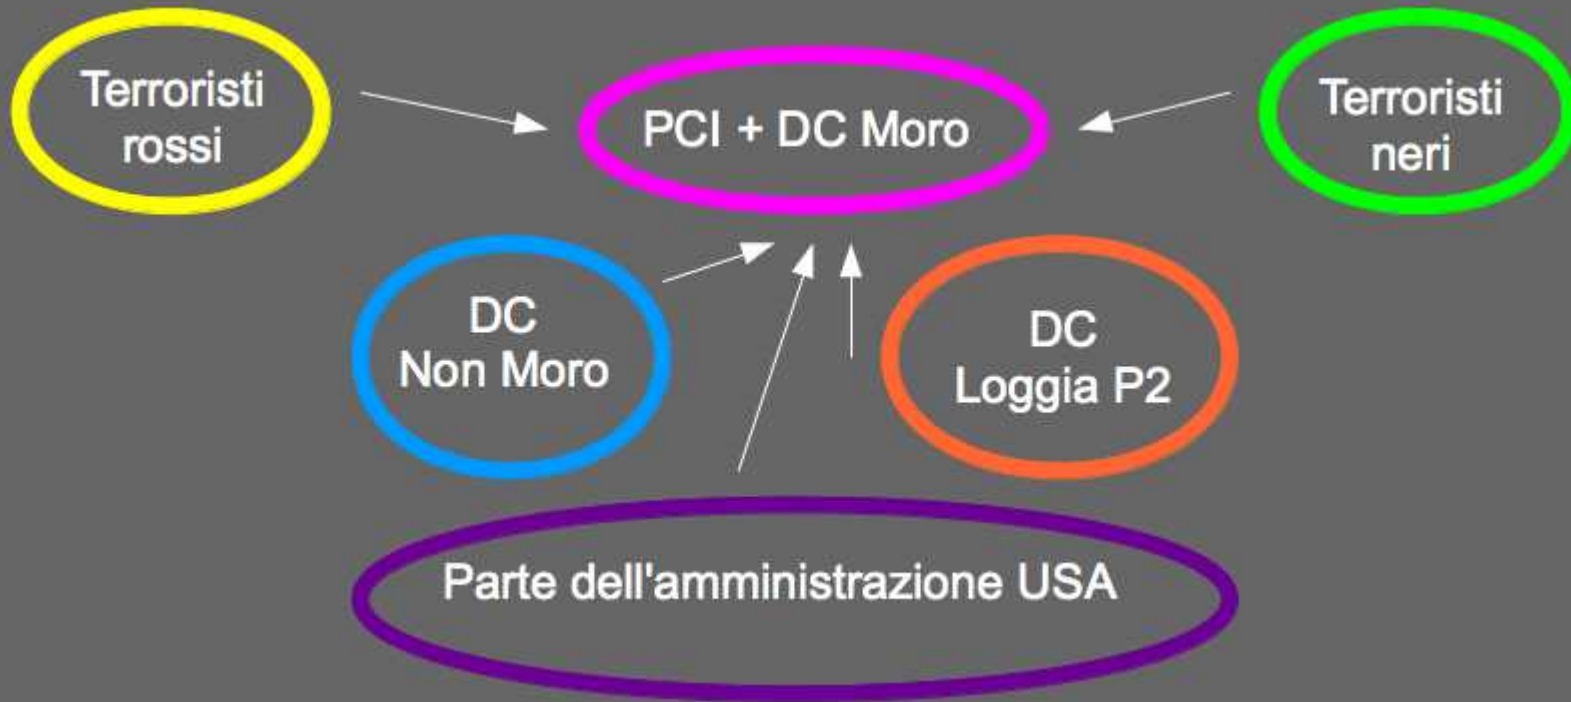 Terroristi
rossi
PCI + DC Moro
Terroristi
neri
DC
Non Moro
DC
Loggia P2
Parte dell'amministrazione USA